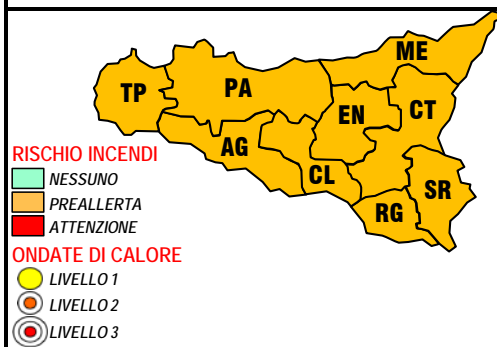 ME
TP
PA
EN
CT
AG
CL
SR
RG
RISCHIO INCENDI
NESSUNO
PREALLERTA
ATTENZIONE
ONDATE DI CALORE
LIVELLO 1
LIVELLO 2
LIVELLO 3